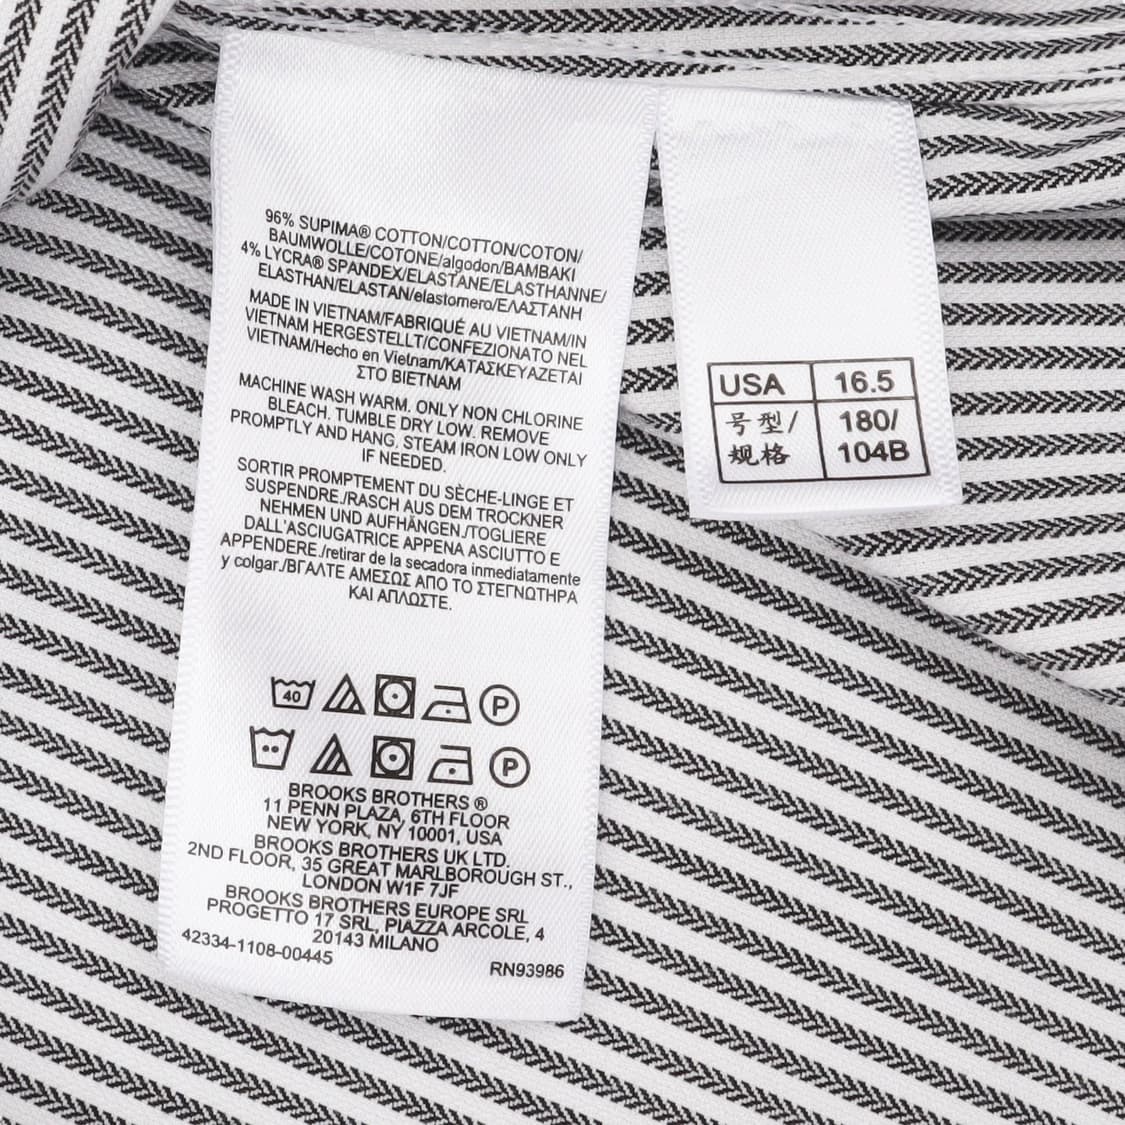 96% SUPIMA® COTTON/COTTON/COTON/
BAUMWOLLE/COTONE/algodon/BAMBAKI
4% LYCRA® SPANDEX/ELASTANE/ELASTHANNE/
ELASTHAN/ELASTAN/elastomero/ΕΛΑΣΤΑΝΗ
MADE IN VIETNAM/FABRIQUÉ AU VIETNAM/IN
VIETNAM HERGESTELLT/CONFEZIONATO NEL
VIETNAM/Hecho en Vietnam/ΚΑΤΑΣΚΕΥΑΖΕΤΑΙ
ΣΤΟ ΒΙΕΤΝΑΜ
MACHINE WASH WARM. ONLY NON CHLORINE
BLEACH. TUMBLE DRY LOW. REMOVE
PROMPTLY AND HANG. STEAM IRON LOW ONLY
IF NEEDED.
SORTIR PROMPTEMENT DU SÈCHE-LINGE ET
SUSPENDRE./RASCH AUS DEM TROCKNER
NEHMEN UND AUFHÄNGEN./TOGLIERE
DALL'ASCIUGATRICE APPENA ASCIUTTO E
APPENDERE./retirar de la secadora inmediatamente
y colgar./ΒΓΑΛΤΕ ΑΜΕΣΩΣ ΑΠΟ ΤΟ ΣΤΕΓΝΩΤΗΡΑ
ΚΑΙ ΑΠΛΩΣΤΕ.
40 P
P
BROOKS BROTHERS ®
11 PENN PLAZA, 6TH FLOOR
NEW YORK, NY 10001, USA
BROOKS BROTHERS UK LTD.
2ND FLOOR, 35 GREAT MARLBOROUGH ST.,
LONDON W1F 7JF
BROOKS BROTHERS EUROPE SRL
PROGETTO 17 SRL, PIAZZA ARCOLE, 4
20143 MILANO
42334-1108-00445
RN93986
USA 16.5
号型/ 180/
规格 104B